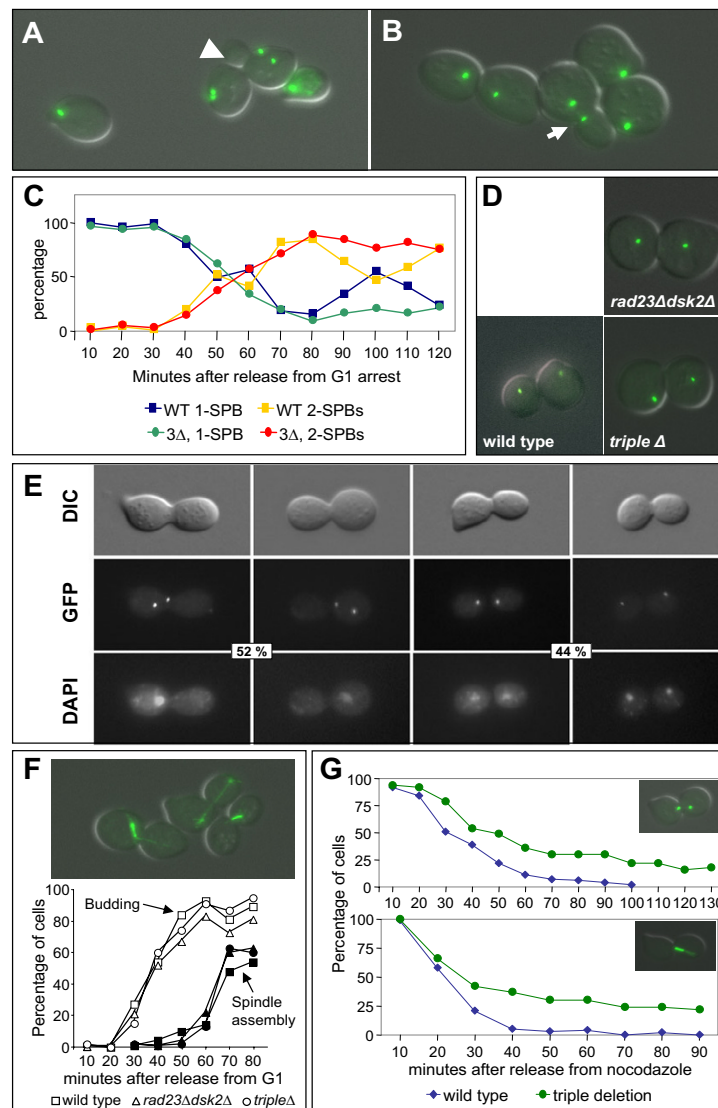 A
B
C
percentage
100
50
0
10 20 30 40 50 60 70 80 90 100 110 120
Minutes after release from G1 arrest
WT 1-SPB WT 2-SPBs
3Δ, 1-SPB 3Δ, 2-SPBs
D
rad23Δdsk2Δ
wild type
triple Δ
E
DIC
GFP
52 %
44 %
DAPI
F
Percentage of cells
100
80
60
40
20
0
Budding
Spindle
assembly
10 20 30 40 50 60 70 80
minutes after release from G1
wild type rad23Δdsk2Δ tripleΔ
G
Percentage of cells
100
75
50
25
0
10 20 30 40 50 60 70 80 90 100 110 120 130
100
75
50
25
0
10 20 30 40 50 60 70 80 90
minutes after release from nocodazole
wild type triple deletion